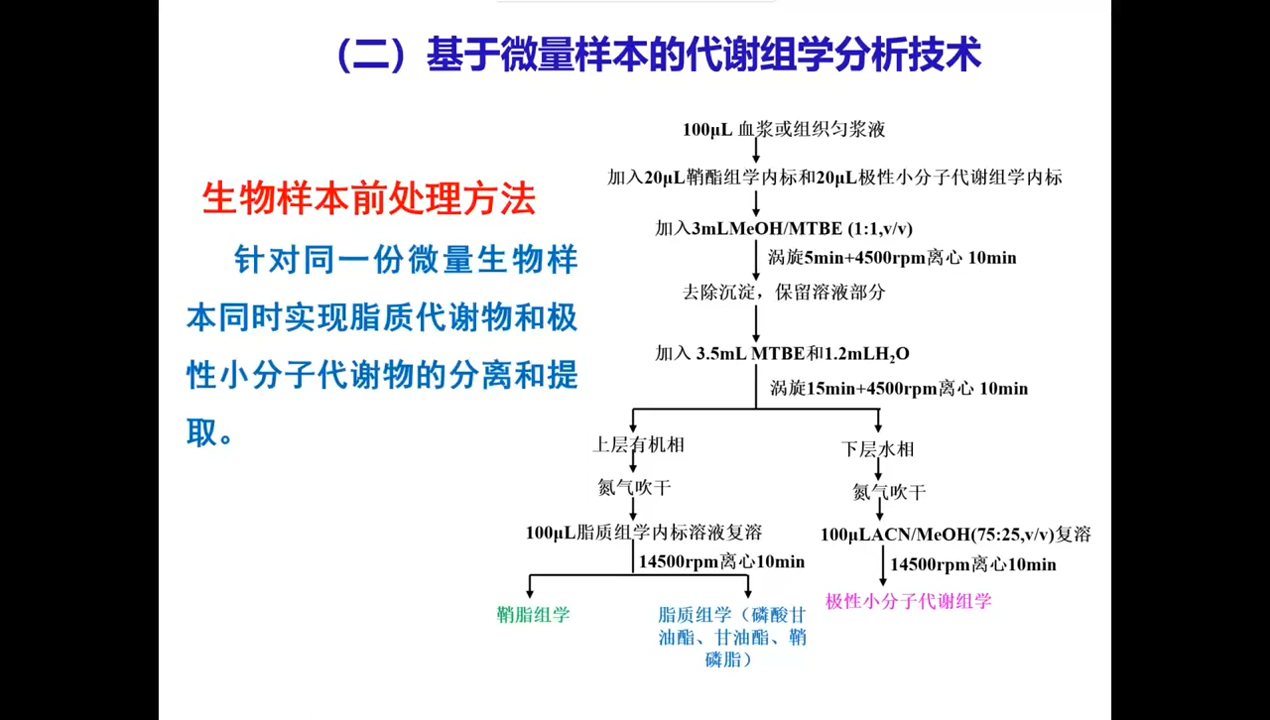 （二）基于微量样本的代谢组学分析技术
生物样本前处理方法
针对同一份微量生物样
本同时实现脂质代谢物和极
性小分子代谢物的分离和提
取。
100μL 血浆或组织匀浆液
加入20μL鞘酯组学内标和20μL极性小分子代谢组学内标
加入3mLMeOH/MTBE (1:1,v/v)
涡旋5min+4500rpm离心 10min
去除沉淀，保留溶液部分
加入 3.5mL MTBE和1.2mLH₂O
涡旋15min+4500rpm离心 10min
上层有机相
氮气吹干
100μL脂质组学内标溶液复溶
14500rpm离心10min
鞘脂组学
脂质组学（磷酸甘
油酯、甘油酯、鞘
磷脂）
下层水相
氮气吹干
100μLACN/MeOH(75:25,v/v)复溶
14500rpm离心10min
极性小分子代谢组学